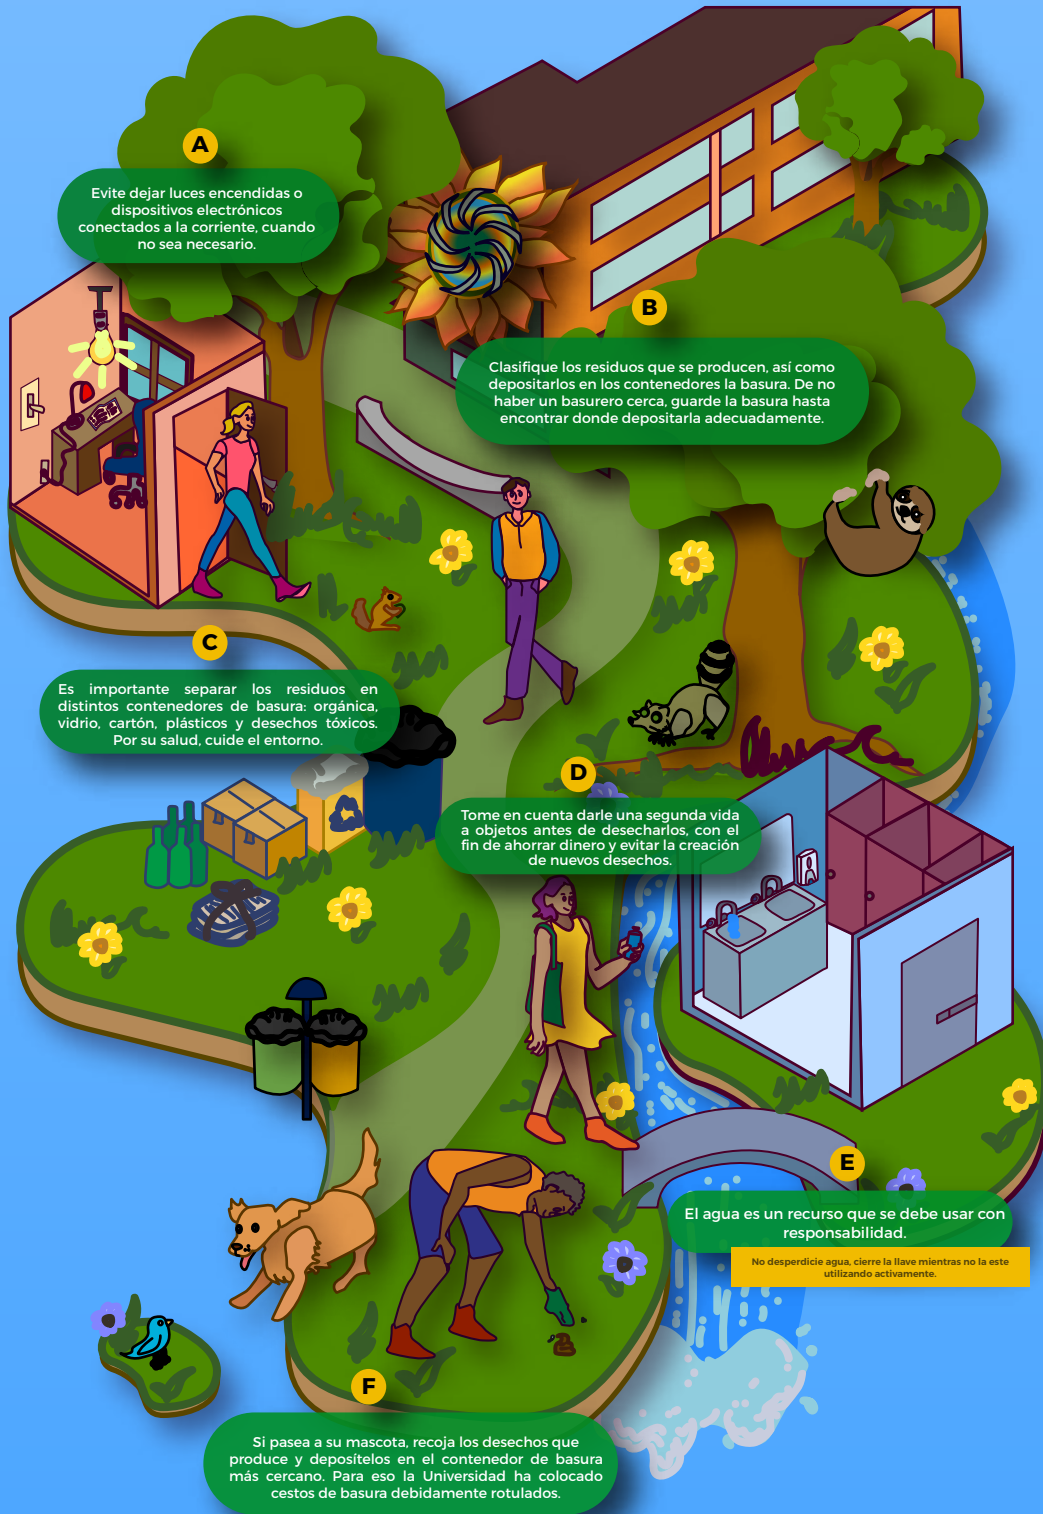 A
Evite dejar luces encendidas o
dispositivos electrónicos
conectados a la corriente, cuando
no sea necesario.
B
Clasifique los residuos que se producen, así como
depositarlos en los contenedores la basura. De no
haber un basurero cerca, guarde la basura hasta
encontrar donde depositarla adecuadamente.
C
Es importante separar los residuos en
distintos contenedores de basura: orgánica,
vidrio, cartón, plásticos y desechos tóxicos.
Por su salud, cuide el entorno.
D
Tome en cuenta darle una segunda vida
a objetos antes de desecharlos, con el
fin de ahorrar dinero y evitar la creación
de nuevos desechos.
E
El agua es un recurso que se debe usar con
responsabilidad.
No desperdicie agua, cierre la llave mientras no la este
utilizando activamente.
F
Si pasea a su mascota, recoja los desechos que
produce y deposítelos en el contenedor de basura
más cercano. Para eso la Universidad ha colocado
cestos de basura debidamente rotulados.